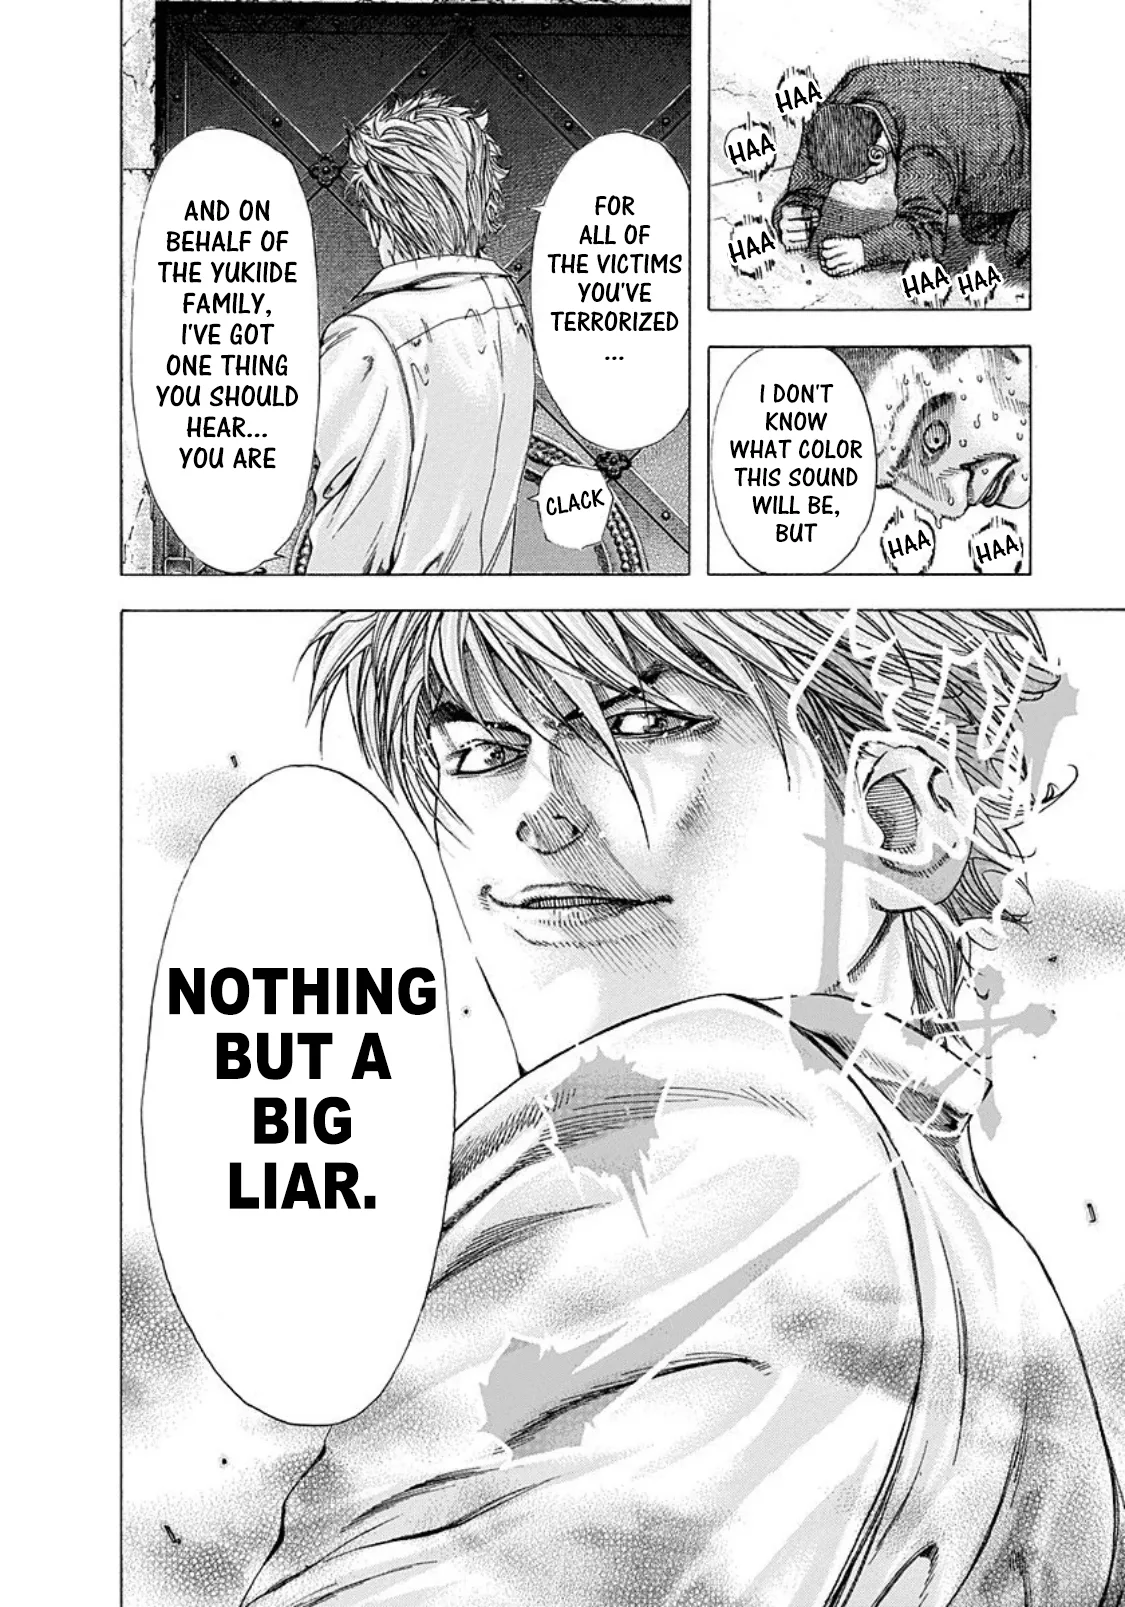 HAA
HAA
HAA
HAA
HAA
I DON'T
KNOW
WHAT COLOR
THIS SOUND
WILL BE,
BUT
HAA
HAA
FOR
ALL OF
THE VICTIMS
YOU'VE
TERRORIZED
...
CLACK
AND ON
BEHALF OF
THE YUKIIDE
FAMILY,
I'VE GOT
ONE THING
YOU SHOULD
HEAR...
YOU ARE
NOTHING
BUT A
BIG
LIAR.